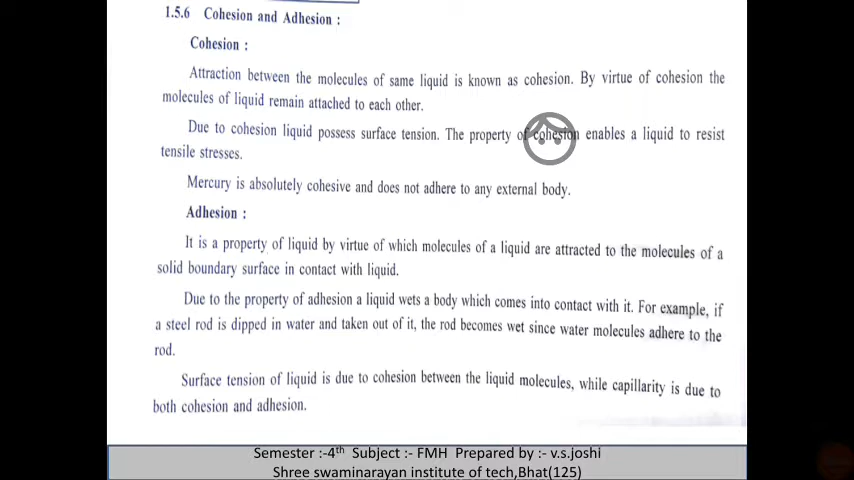 1.5.6 Cohesion and Adhesion :
Cohesion :
Attraction between the molecules of same liquid is known as cohesion. By virtue of cohesion the
molecules of liquid remain attached to each other.
Due to cohesion liquid possess surface tension. The property of cohesion enables a liquid to resist
tensile stresses.
Mercury is absolutely cohesive and does not adhere to any external body.
Adhesion :
It is a property of liquid by virtue of which molecules of a liquid are attracted to the molecules of a
solid boundary surface in contact with liquid.
Due to the property of adhesion a liquid wets a body which comes into contact with it. For example, if
a steel rod is dipped in water and taken out of it, the rod becomes wet since water molecules adhere to the
rod.
Surface tension of liquid is due to cohesion between the liquid molecules, while capillarity is due to
both cohesion and adhesion.
Semester :-4th Subject :- FMH Prepared by :- v.s.joshi
Shree swaminarayan institute of tech,Bhat(125)